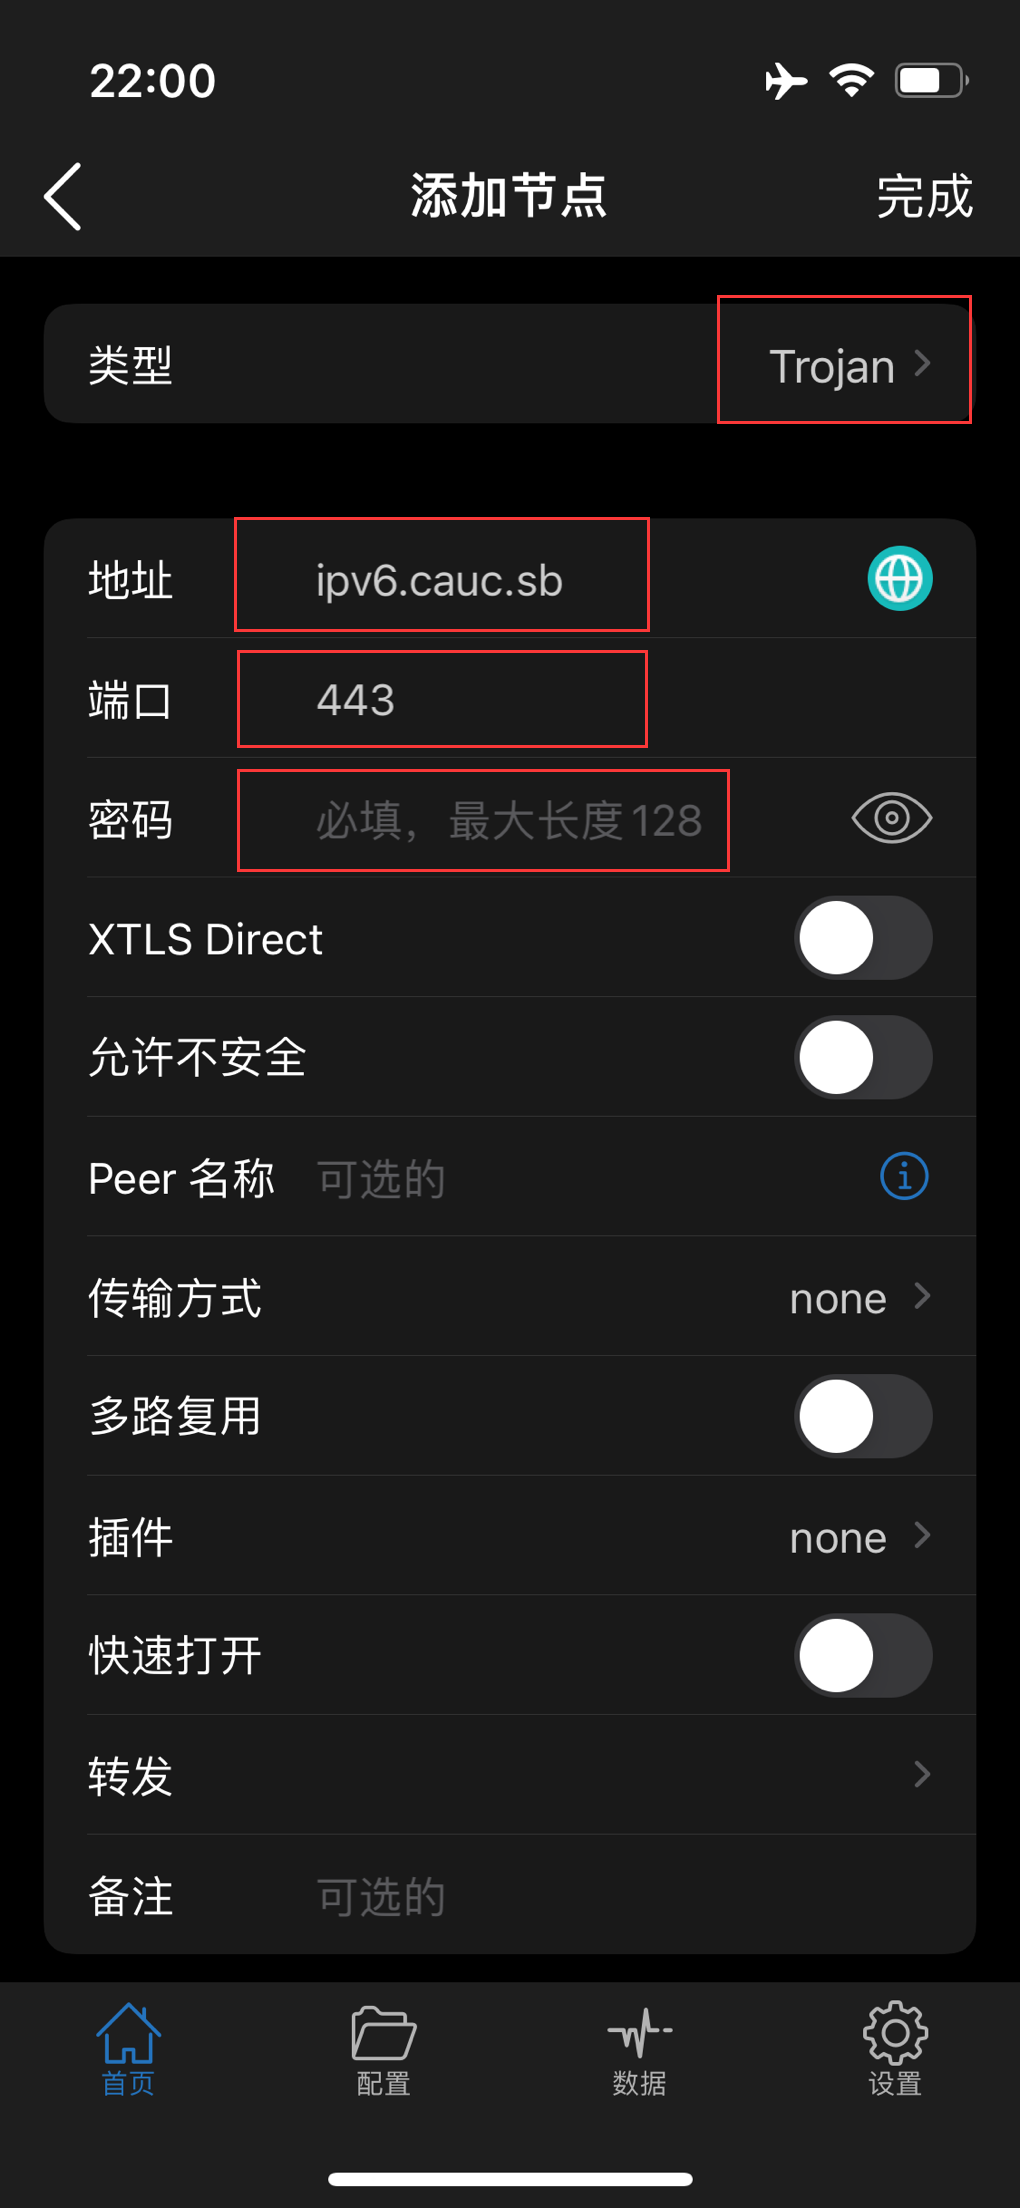 22:00
添加节点
完成
类型
Trojan
地址
ipv6.cauc.sb
端口
443
密码
必填，最大长度128
XTLS Direct
允许不安全
Peer 名称
可选的
传输方式
none
多路复用
插件
none
快速打开
转发
备注
可选的
首页
配置
数据
设置